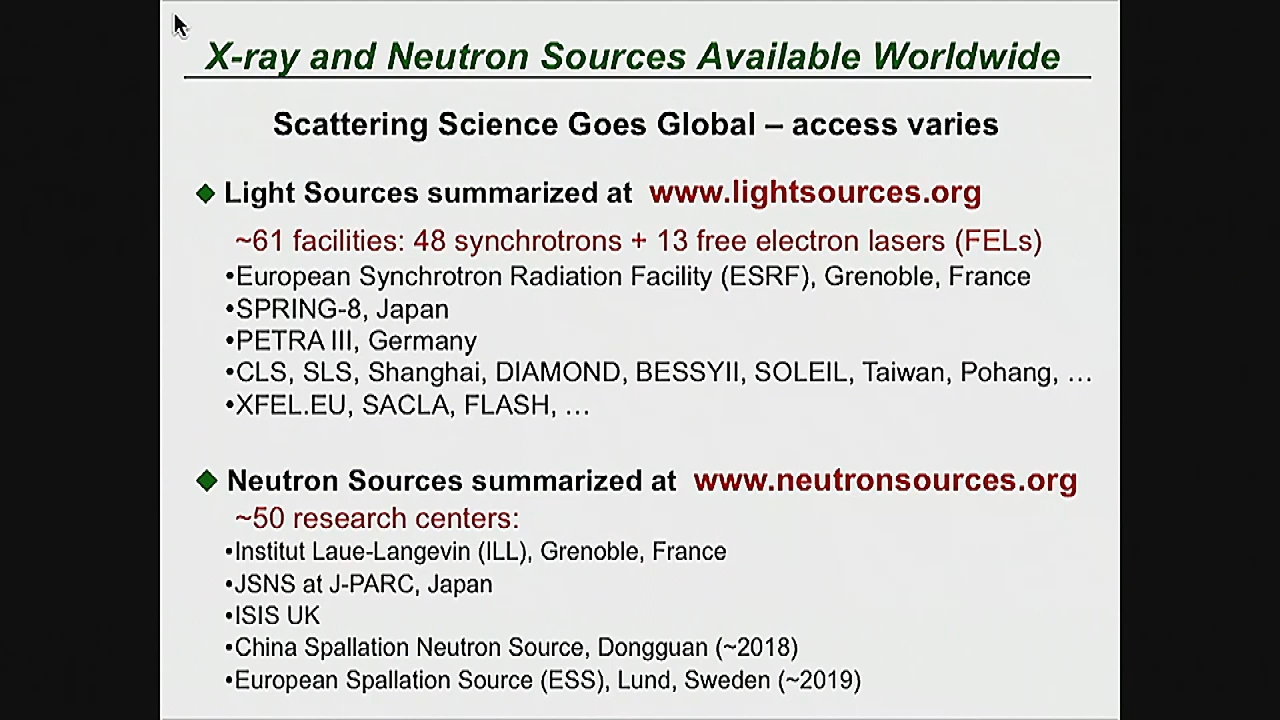 X-ray and Neutron Sources Available Worldwide
Scattering Science Goes Global – access varies
Light Sources summarized at www.lightsources.org
~61 facilities: 48 synchrotrons + 13 free electron lasers (FELs)
•European Synchrotron Radiation Facility (ESRF), Grenoble, France
•SPRING-8, Japan
•PETRA III, Germany
•CLS, SLS, Shanghai, DIAMOND, BESSYII, SOLEIL, Taiwan, Pohang, …
•XFEL.EU, SACLA, FLASH, …
Neutron Sources summarized at www.neutronsources.org
~50 research centers:
•Institut Laue-Langevin (ILL), Grenoble, France
•JSNS at J-PARC, Japan
•ISIS UK
•China Spallation Neutron Source, Dongguan (~2018)
•European Spallation Source (ESS), Lund, Sweden (~2019)